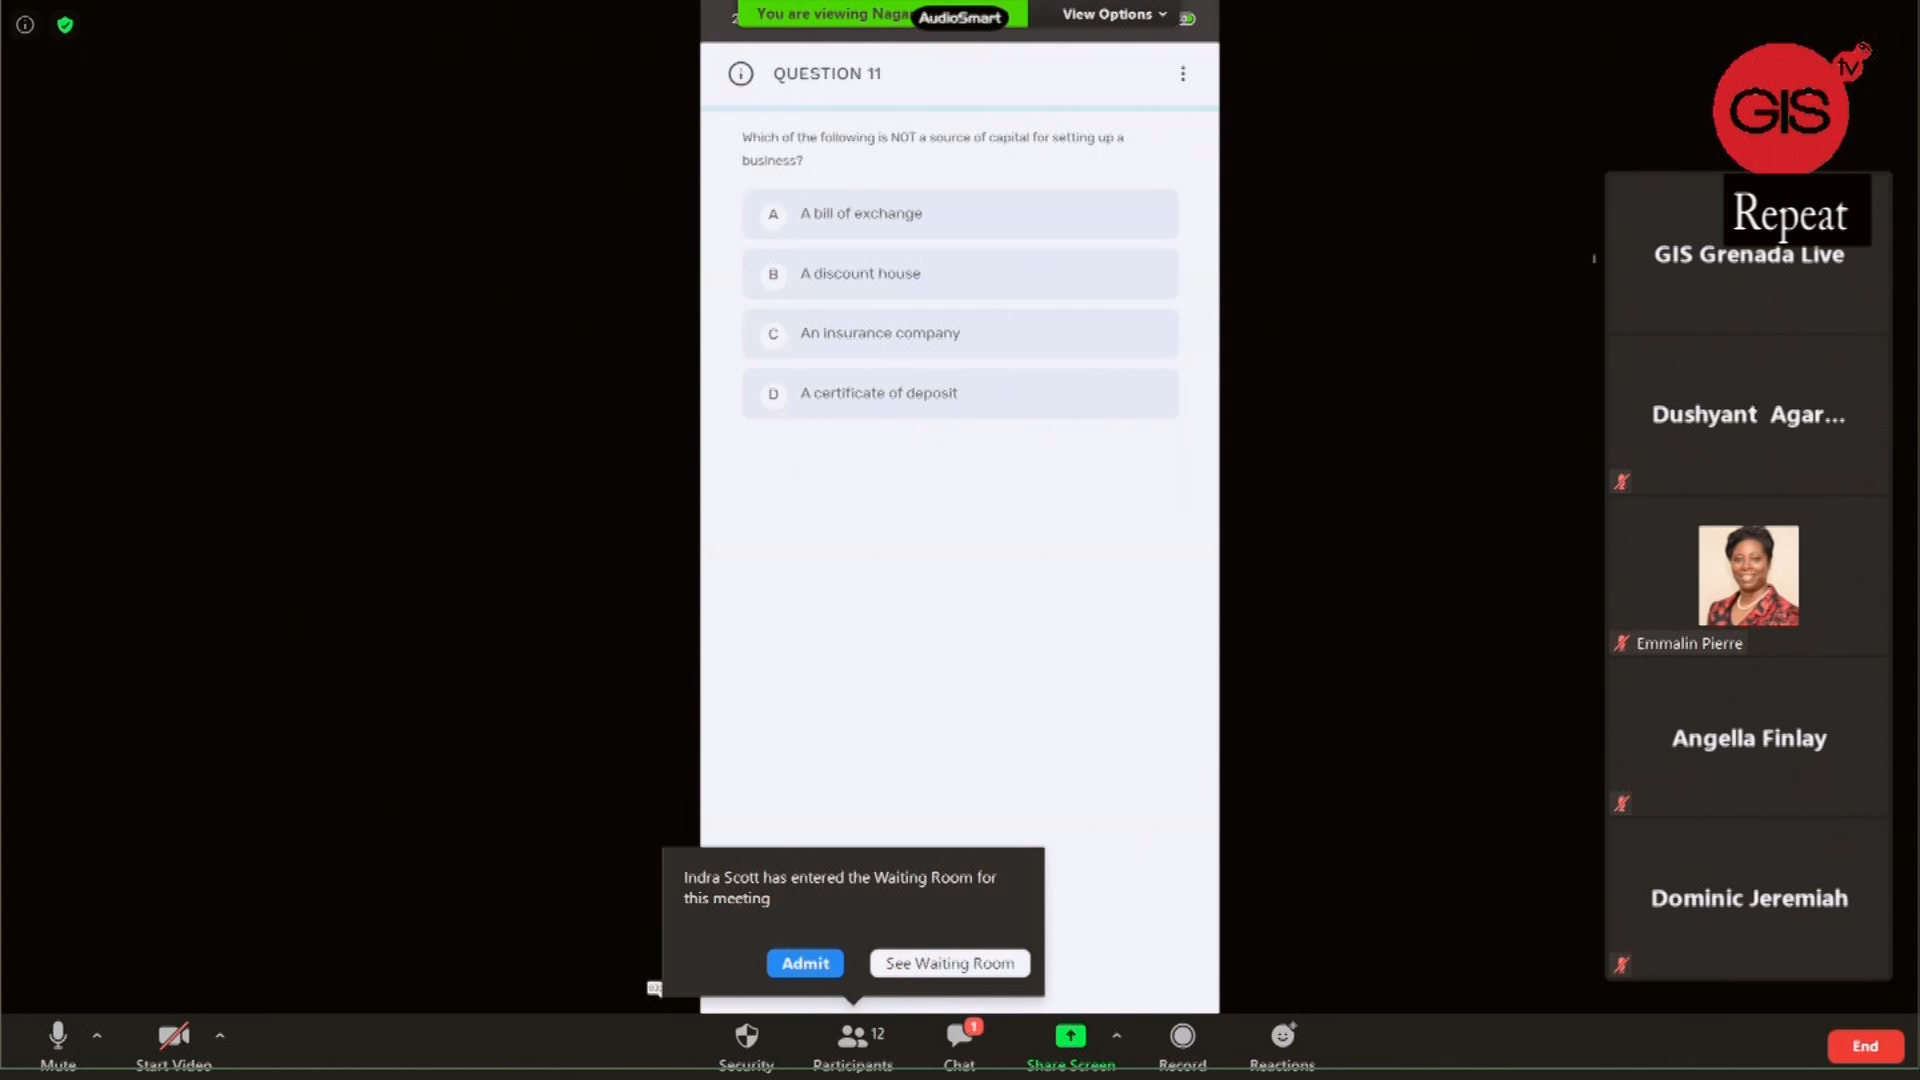 You are viewing Naga
AudioSmart
View Options
QUESTION 11
Which of the following is NOT a source of capital for setting up a
business?
A A bill of exchange
B A discount house
C An insurance company
D A certificate of deposit
GIS
tv
Repeat
GIS Grenada Live
Dushyant Agar...
Emmalin Pierre
Angella Finlay
Dominic Jeremiah
Indra Scott has entered the Waiting Room for
this meeting
Admit
See Waiting Room
Mute
Start Video
Security
Participants
12
Chat
1
Share Screen
Record
Reactions
End